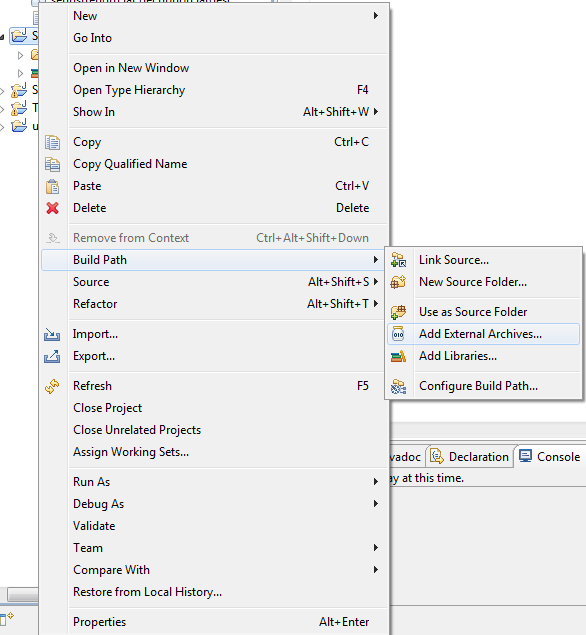 New
Go Into
Open in New Window
Open Type Hierarchy F4
Show In Alt+Shift+W
Copy Ctrl+C
Copy Qualified Name
Paste Ctrl+V
Delete Delete
Remove from Context Ctrl+Alt+Shift+Down
Build Path
Source Alt+Shift+S
Refactor Alt+Shift+T
Import...
Export...
Refresh F5
Close Project
Close Unrelated Projects
Assign Working Sets...
Run As
Debug As
Validate
Team
Compare With
Restore from Local History...
Properties Alt+Enter
Link Source...
New Source Folder...
Use as Source Folder
Add External Archives...
Add Libraries...
Configure Build Path...
S
S
T
u
vadoc Declaration Console
ay at this time.